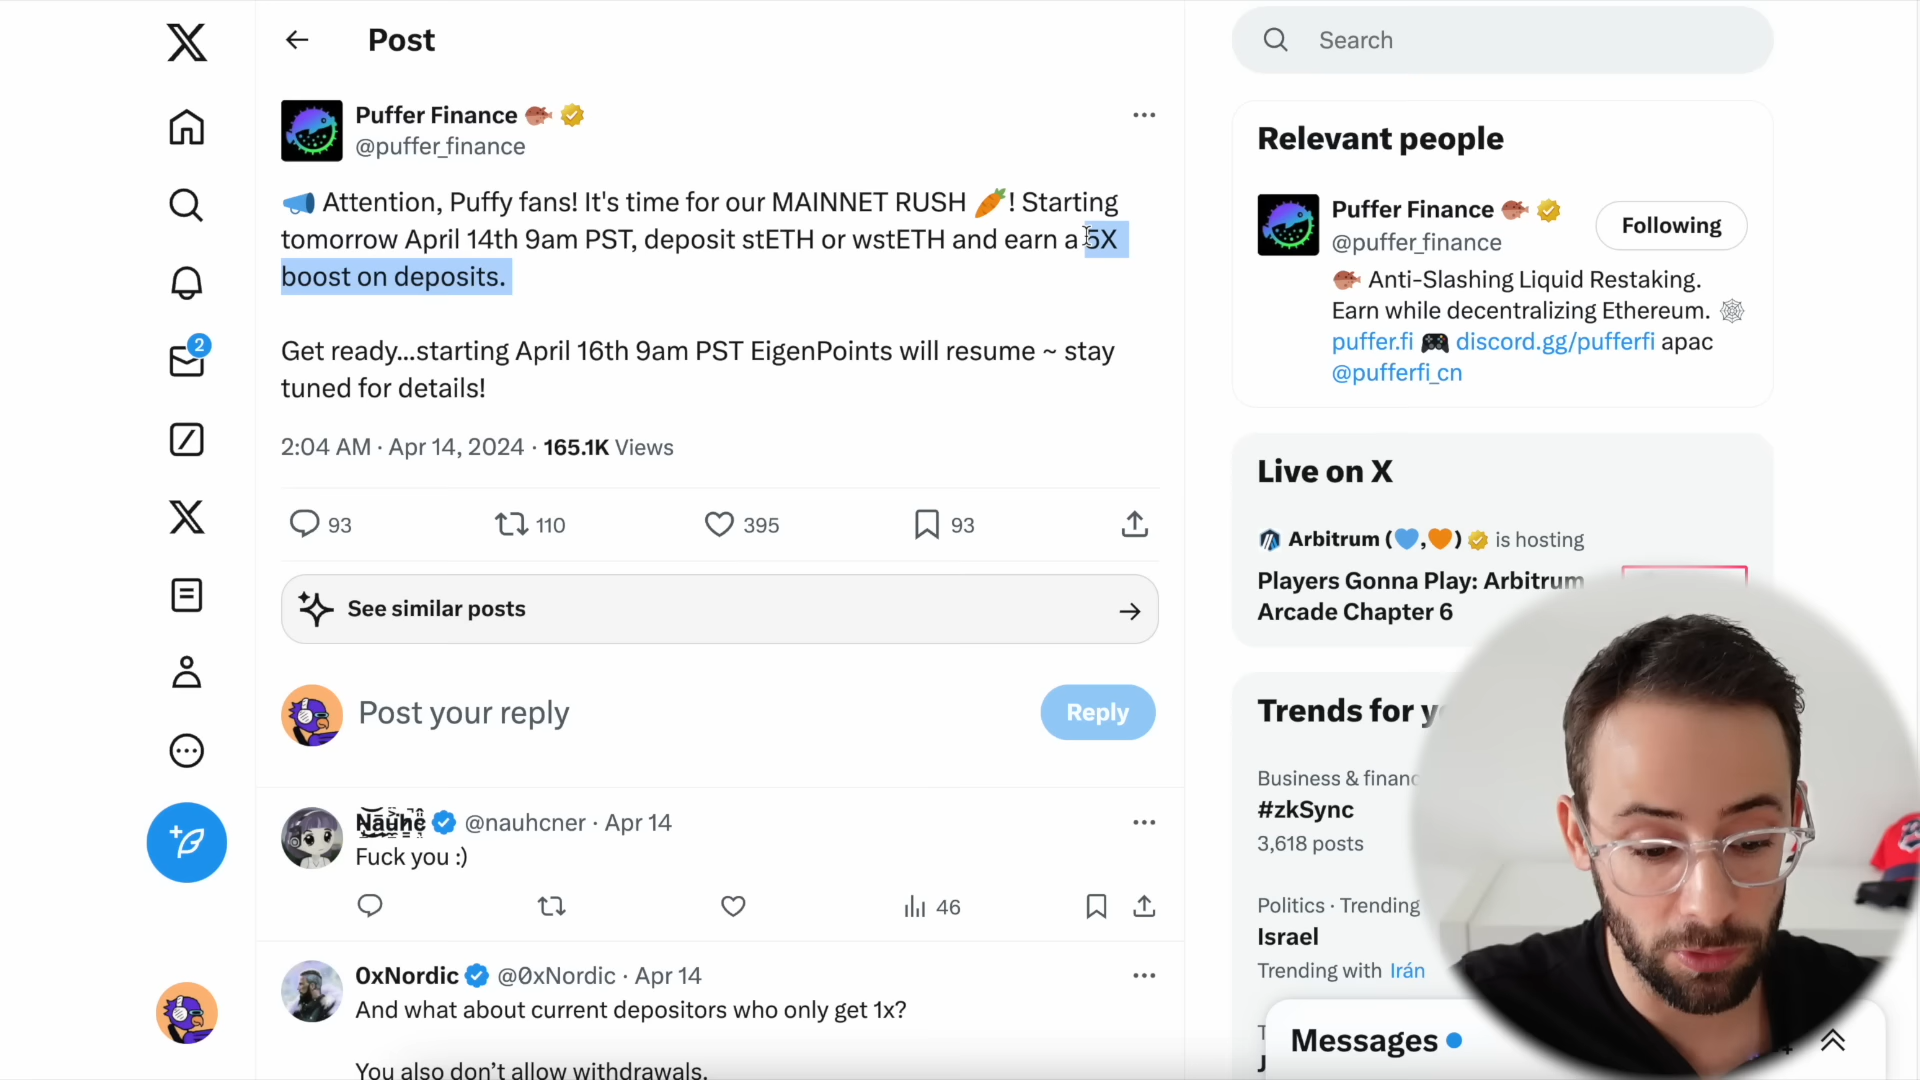 Post
Puffer Finance 🐡
@puffer_finance
📣 Attention, Puffy fans! It's time for our MAINNET RUSH 🥕! Starting
tomorrow April 14th 9am PST, deposit stETH or wstETH and earn a 5X
boost on deposits.
Get ready...starting April 16th 9am PST EigenPoints will resume ~ stay
tuned for details!
2:04 AM · Apr 14, 2024 · 165.1K Views
93
110
395
93
See similar posts
Post your reply
Reply
@nauhcner · Apr 14
Fuck you :)
46
0xNordic @0xNordic · Apr 14
And what about current depositors who only get 1x?
You also don’t allow withdrawals.
2
Search
Relevant people
Puffer Finance 🐡
@puffer_finance
Following
🐡 Anti-Slashing Liquid Restaking.
Earn while decentralizing Ethereum. 🕸
puffer.fi 🎮 discord.gg/pufferfi apac
@pufferfi_cn
Live on X
Arbitrum (💙,🧡) is hosting
Players Gonna Play: Arbitrum
Arcade Chapter 6
Trends for
Business & financ
#zkSync
3,618 posts
Politics · Trending
Israel
Trending with Irán
Messages